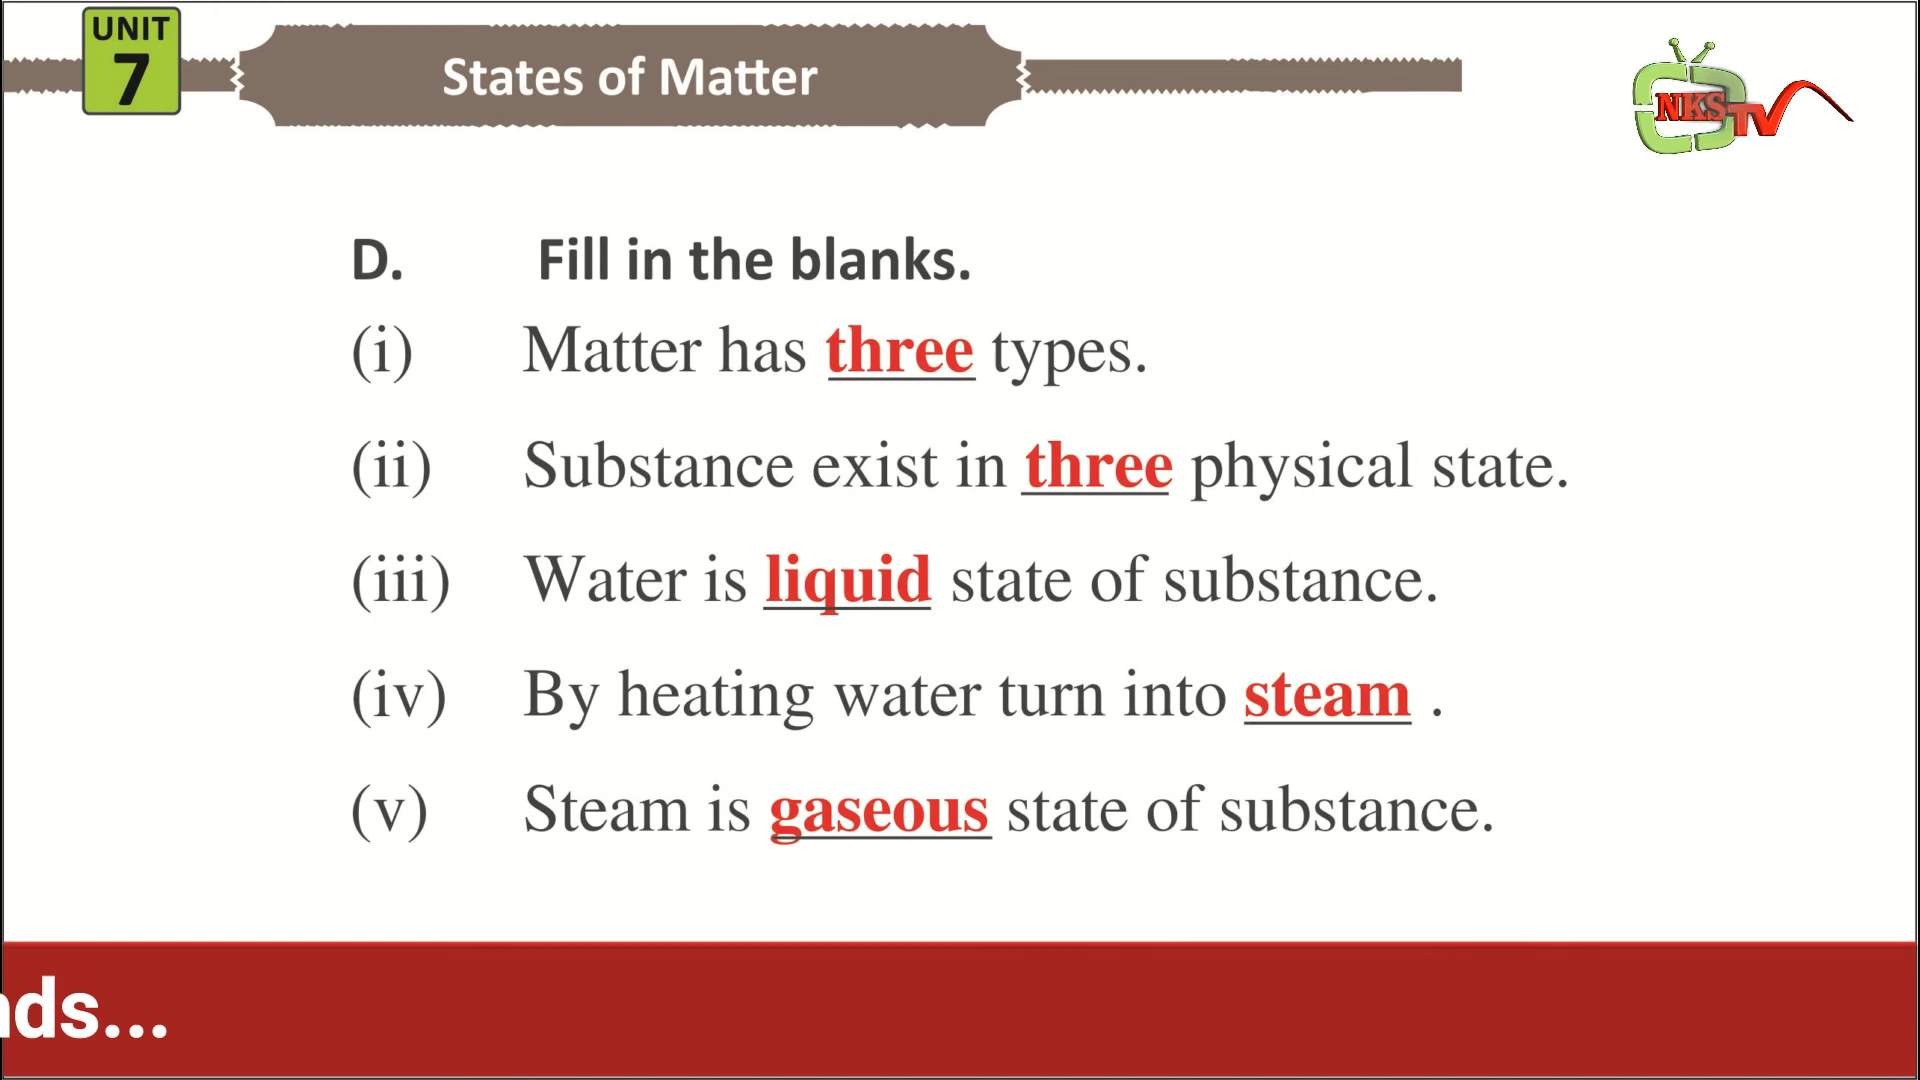 UNIT
7
States of Matter
NKS TV
D. Fill in the blanks.
(i) Matter has three types.
(ii) Substance exist in three physical state.
(iii) Water is liquid state of substance.
(iv) By heating water turn into steam .
(v) Steam is gaseous state of substance.
ds...